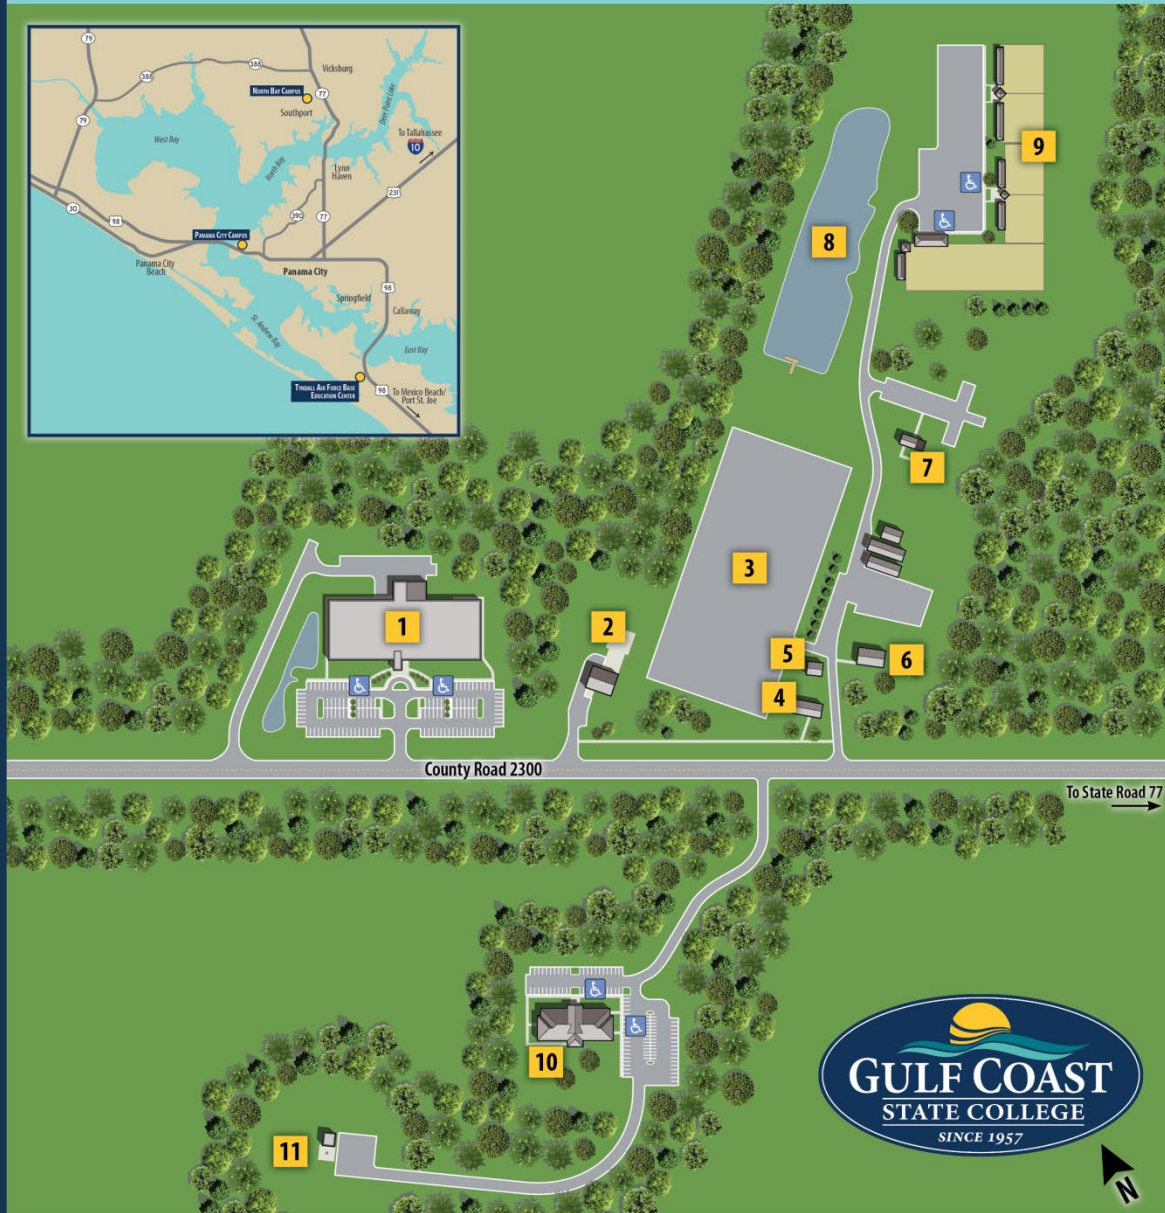 79
388
388
Vicksburg
77
North Bay Campus
Southport
Deer Point Lake
79
West Bay
To Tallahassee
10
North Bay
Lynn
Haven
231
30
98
390
77
Panama City Campus
Panama City
Beach
Panama City
98
Springfield
Callaway
St. Andrew Bay
East Bay
Tyndall Air Force Base
Education Center
98
To Mexico Beach/
Port St. Joe
9
8
7
3
1
2
5
6
4
County Road 2300
To State Road 77
10
11
GULF COAST
STATE COLLEGE
SINCE 1957
N